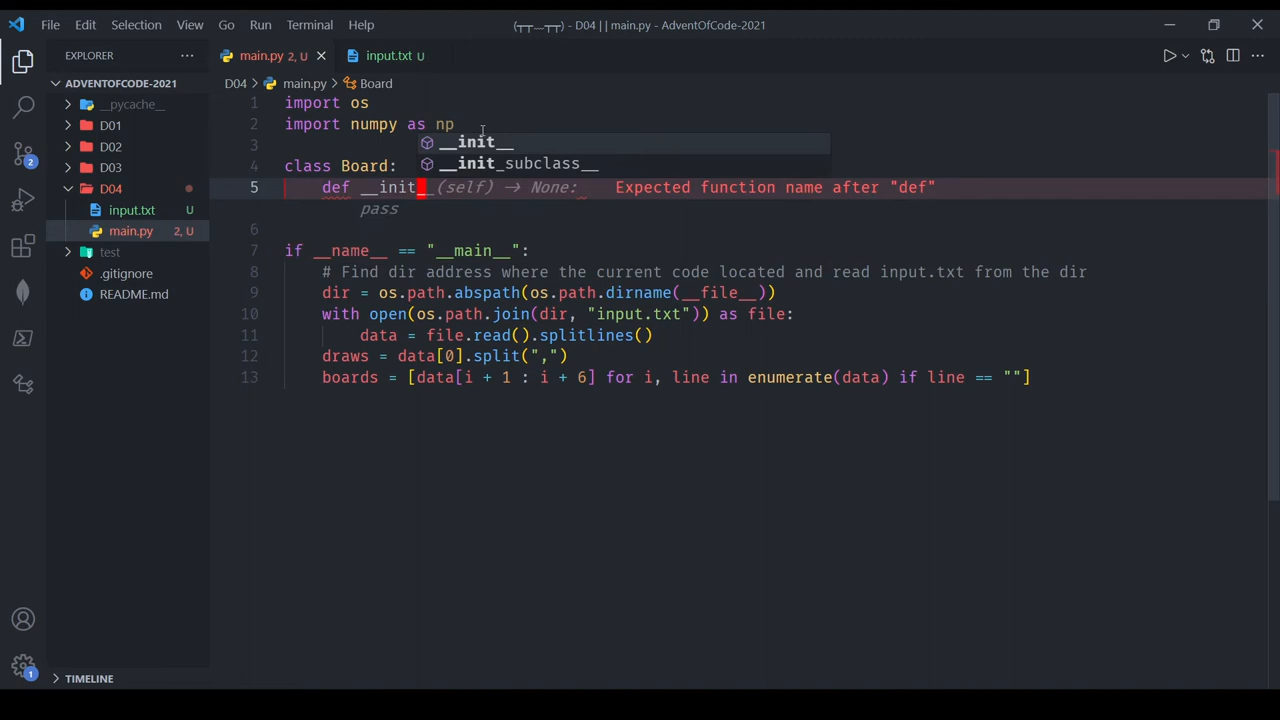 File Edit Selection View Go Run Terminal Help (┬┬﹏┬┬) - D04 | | main.py - AdventOfCode-2021
EXPLORER ...
main.py 2, U
input.txt U
ADVENTOFCODE-2021
__pycache__
D01
D02
D03
D04
input.txt U
main.py 2, U
test
.gitignore
README.md
TIMELINE
2
1
D04 > main.py > Board
1 import os
2 import numpy as np
3
__init__
__init_subclass__
4 class Board:
5 def __init__(self) -> None: Expected function name after "def"
pass
6
7 if __name__ == "__main__":
8 # Find dir address where the current code located and read input.txt from the dir
9 dir = os.path.abspath(os.path.dirname(__file__))
10 with open(os.path.join(dir, "input.txt")) as file:
11 data = file.read().splitlines()
12 draws = data[0].split(",")
13 boards = [data[i + 1 : i + 6] for i, line in enumerate(data) if line == ""]